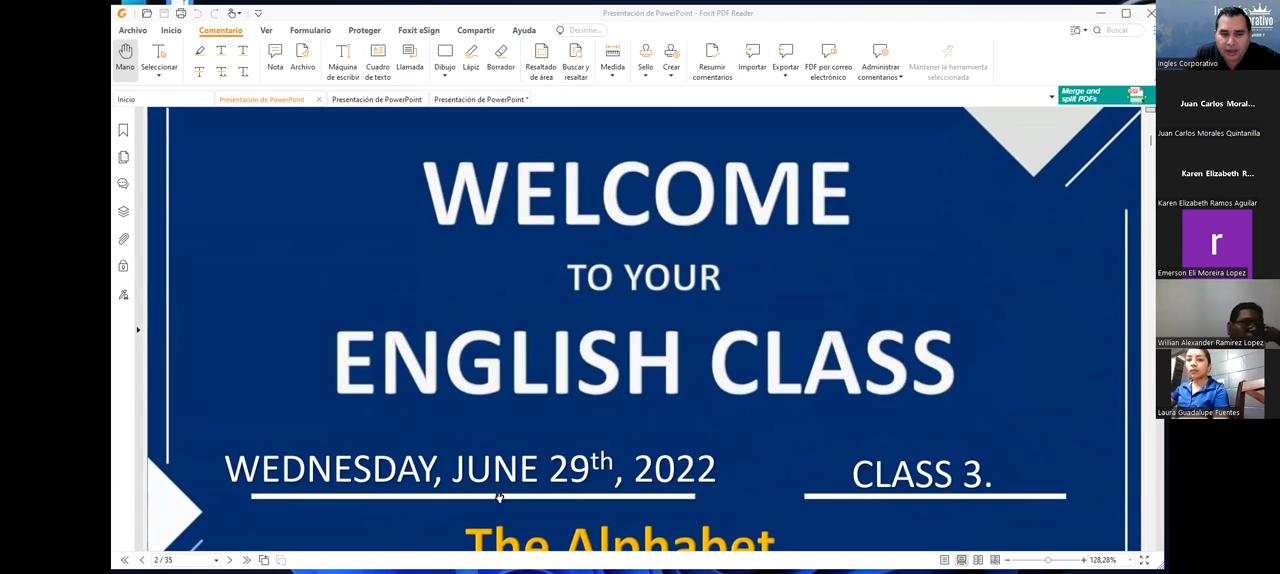 Presentación de PowerPoint - Foxit PDF Reader
Archivo Inicio Comentario Ver Formulario Proteger Foxit eSign Compartir Ayuda Decirme... Buscar
Mano Seleccionar Nota Archivo Máquina de escribir Cuadro de texto Llamada Dibujo Lápiz Borrador Resaltado de área Buscar y resaltar Medida Sello Crear Resumir comentarios Importar Exportar PDF por correo electrónico Administrar comentarios Mantener la herramienta seleccionada
Inicio Presentación de PowerPoint Presentación de PowerPoint Presentación de PowerPoint *
Merge and
split PDFs
WELCOME
TO YOUR
ENGLISH CLASS
WEDNESDAY, JUNE 29th, 2022 CLASS 3.
The Alphabet
2 / 35
128,28%
Ingles Corporativo
Juan Carlos Moral...
Juan Carlos Morales Quintanilla
Karen Elizabeth R...
Karen Elizabeth Ramos Aguilar
r
Emerson Eli Moreira Lopez
Willian Alexander Ramirez Lopez
Laura Guadalupe Fuentes